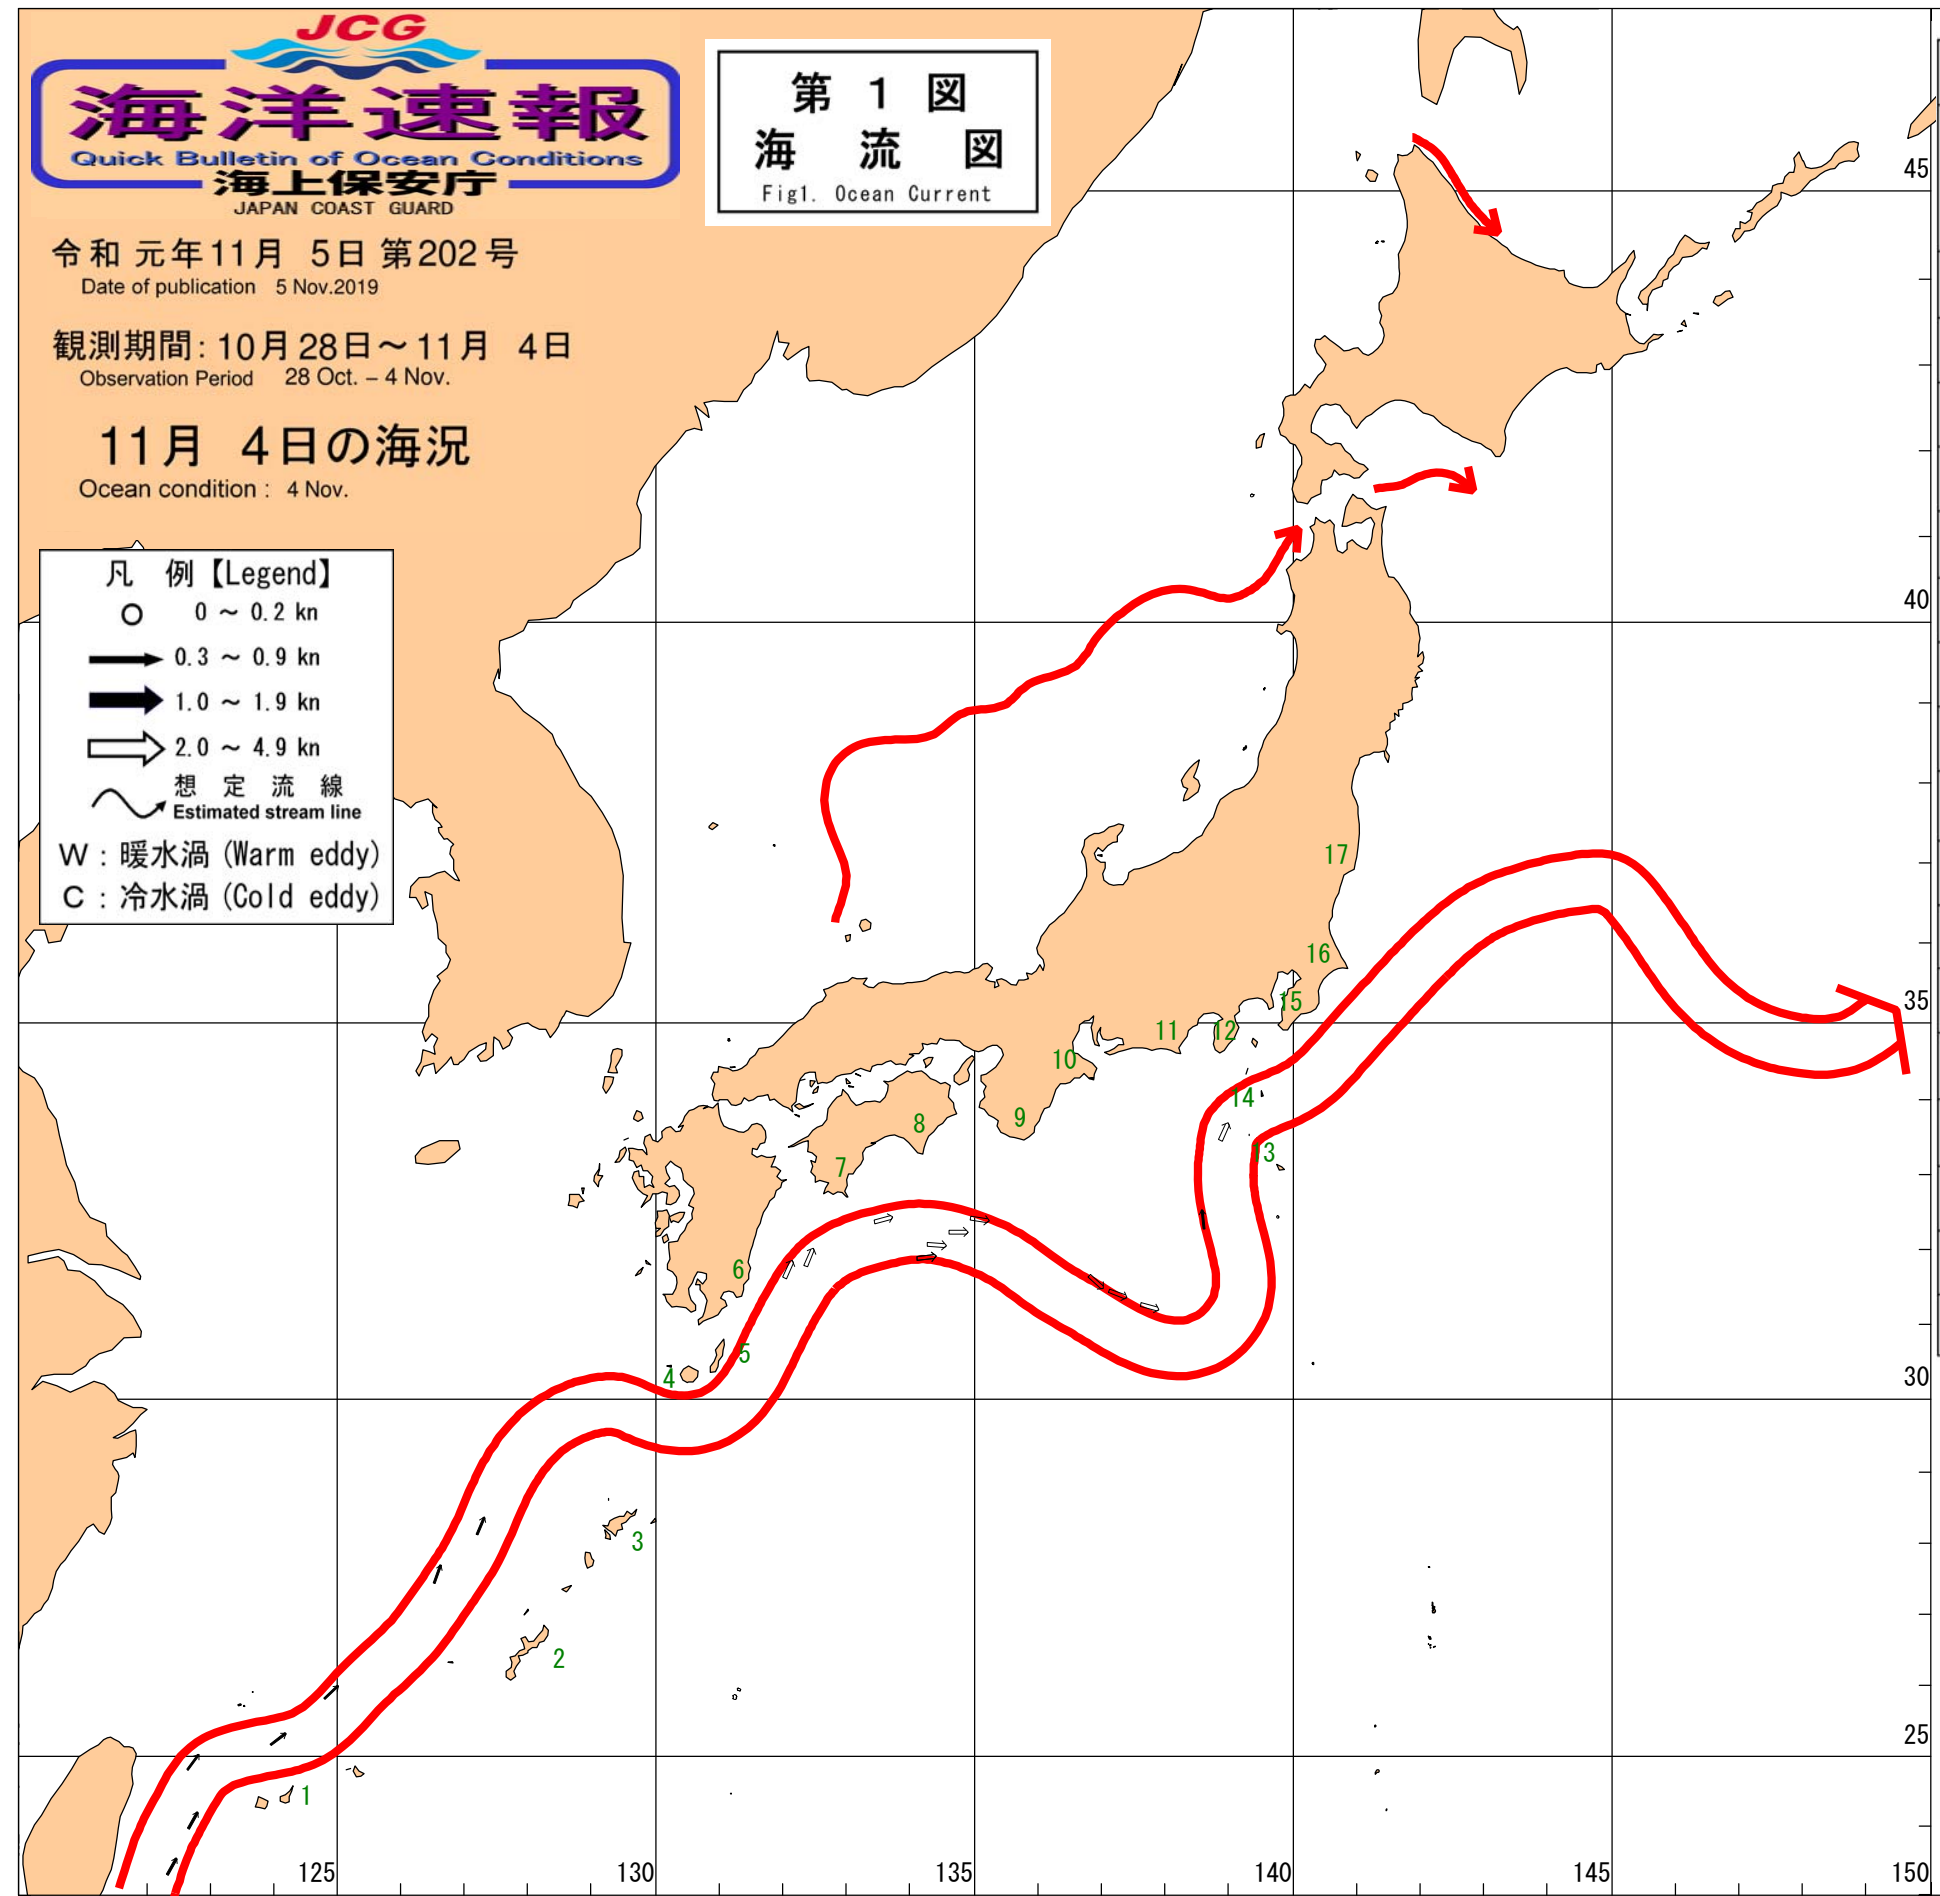 JCG
海洋速報
Quick Bulletin of Ocean Conditions
海上保安庁
JAPAN COAST GUARD
第 1 図
海 流 図
Fig1. Ocean Current
令和 元年11月 5日 第202号
Date of publication 5 Nov.2019
観測期間: 10月28日～11月 4日
Observation Period 28 Oct. – 4 Nov.
11月 4日の海況
Ocean condition : 4 Nov.
凡 例【Legend】
0 ～ 0.2 kn
0.3 ～ 0.9 kn
1.0 ～ 1.9 kn
2.0 ～ 4.9 kn
想 定 流 線
Estimated stream line
W : 暖水渦 (Warm eddy)
C : 冷水渦 (Cold eddy)
45
40
17
16
35
15
12
11
10
14
9
8
13
7
6
5
4
30
3
2
25
1
125
130
135
140
145
150